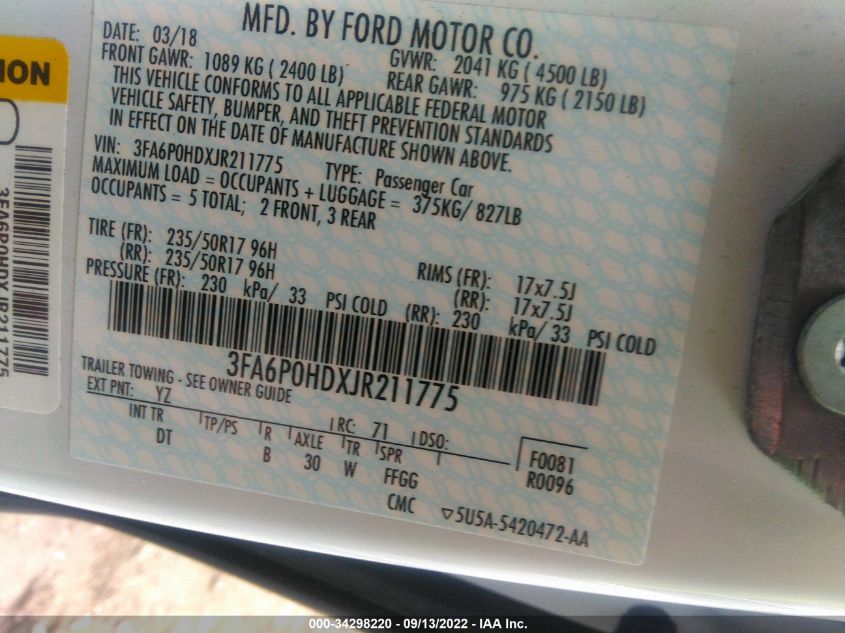 MFD. BY FORD MOTOR CO.
DATE: 03/18
GVWR: 2041 KG ( 4500 LB)
FRONT GAWR: 1089 KG ( 2400 LB)
REAR GAWR: 975 KG ( 2150 LB)
THIS VEHICLE CONFORMS TO ALL APPLICABLE FEDERAL MOTOR
VEHICLE SAFETY, BUMPER, AND THEFT PREVENTION STANDARDS
IN EFFECT ON THE DATE OF MANUFACTURE SHOWN ABOVE.
VIN: 3FA6P0HDXJR211775
TYPE: Passenger Car
MAXIMUM LOAD = OCCUPANTS + LUGGAGE = 375KG/ 827LB
OCCUPANTS = 5 TOTAL; 2 FRONT, 3 REAR
TIRE (FR): 235/50R17 96H
RIMS (FR): 17x7.5J
(RR): 235/50R17 96H
(RR): 17x7.5J
PRESSURE (FR): 230 kPa/ 33 PSI COLD
(RR): 230 kPa/ 33 PSI COLD
3FA6P0HDXJR211775
TRAILER TOWING - SEE OWNER GUIDE
EXT PNT: YZ
RC: 71
DSO:
INT TR
TP/PS
R
AXLE
TR
SPR
F0081
DT
B
30
W
FFGG
R0096
CMC
▽5U5A-5420472-AA
ION
3FA6P0HDXJR211775
000-34298220 - 09/13/2022 - IAA Inc.